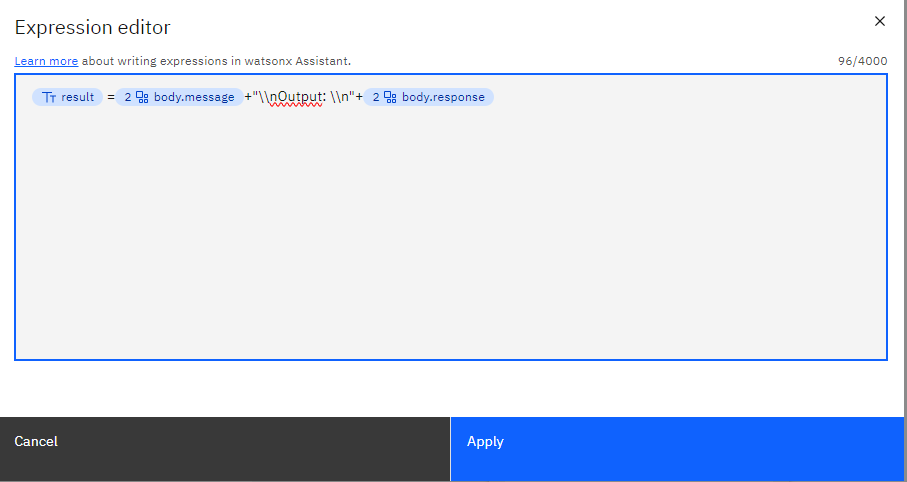 Expression editor
Learn more about writing expressions in watsonx Assistant. 96/4000
result =2 body.message+"\\nOutput: \\n"+2 body.response
Cancel Apply